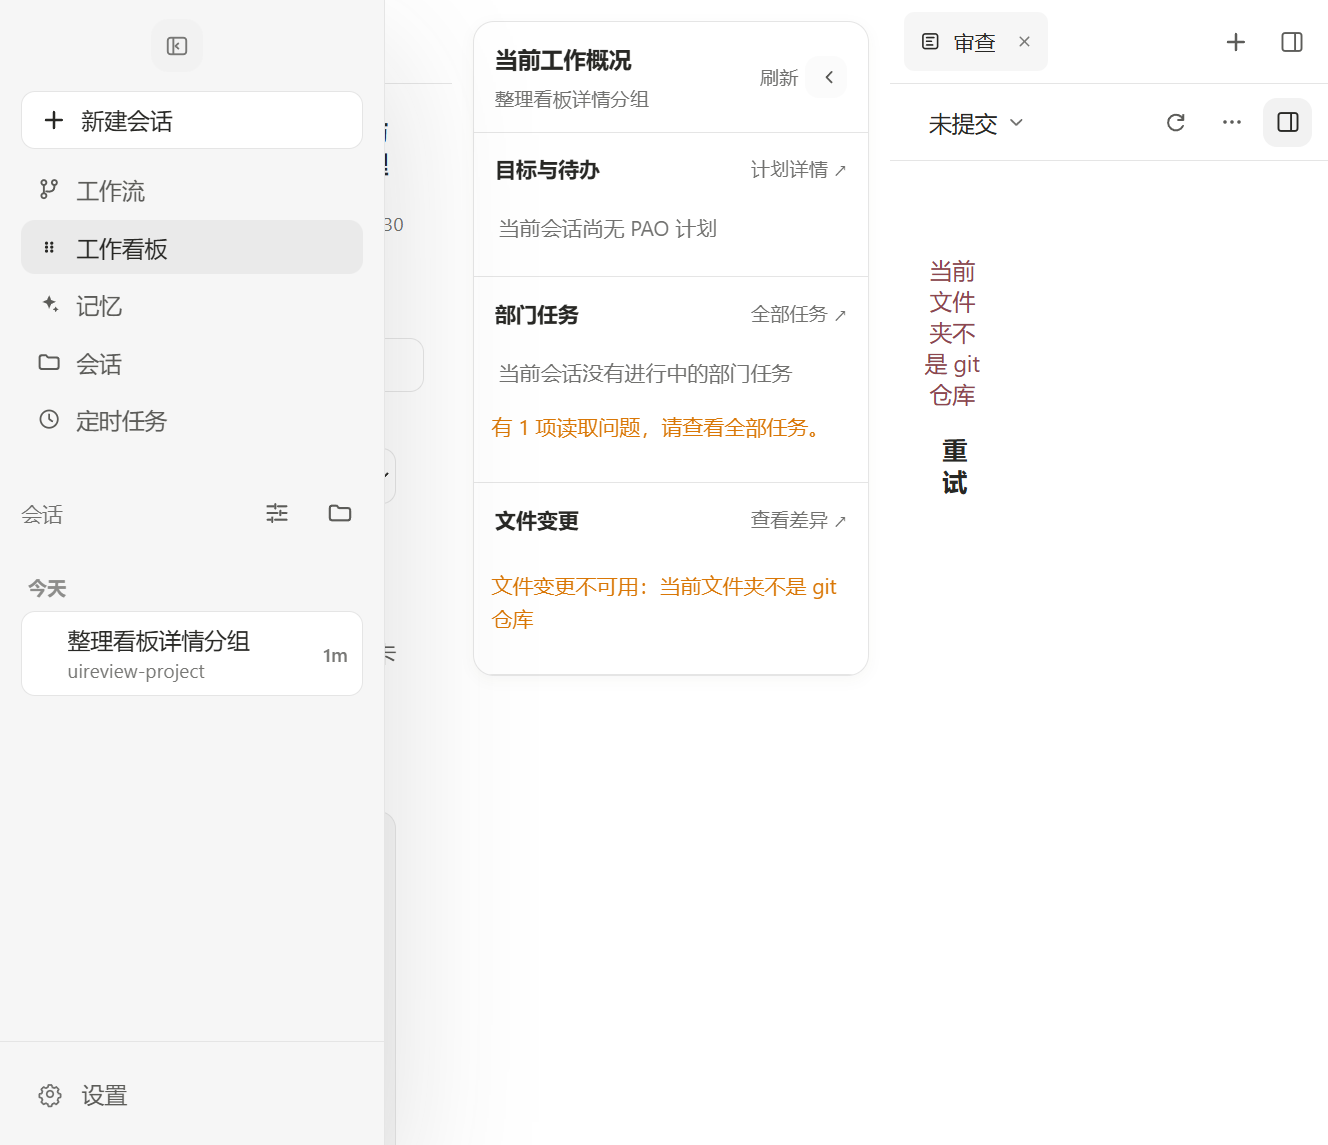 新建会话
工作流
工作看板
记忆
会话
定时任务
会话
今天
整理看板详情分组
uireview-project
1m
设置
30
当前工作概况
整理看板详情分组
刷新
目标与待办
计划详情 ↗
当前会话尚无 PAO 计划
部门任务
全部任务 ↗
当前会话没有进行中的部门任务
有 1 项读取问题，请查看全部任务。
文件变更
查看差异 ↗
文件变更不可用：当前文件夹不是 git
仓库
审查
未提交
当前
文件
夹不
是 git
仓库
重
试